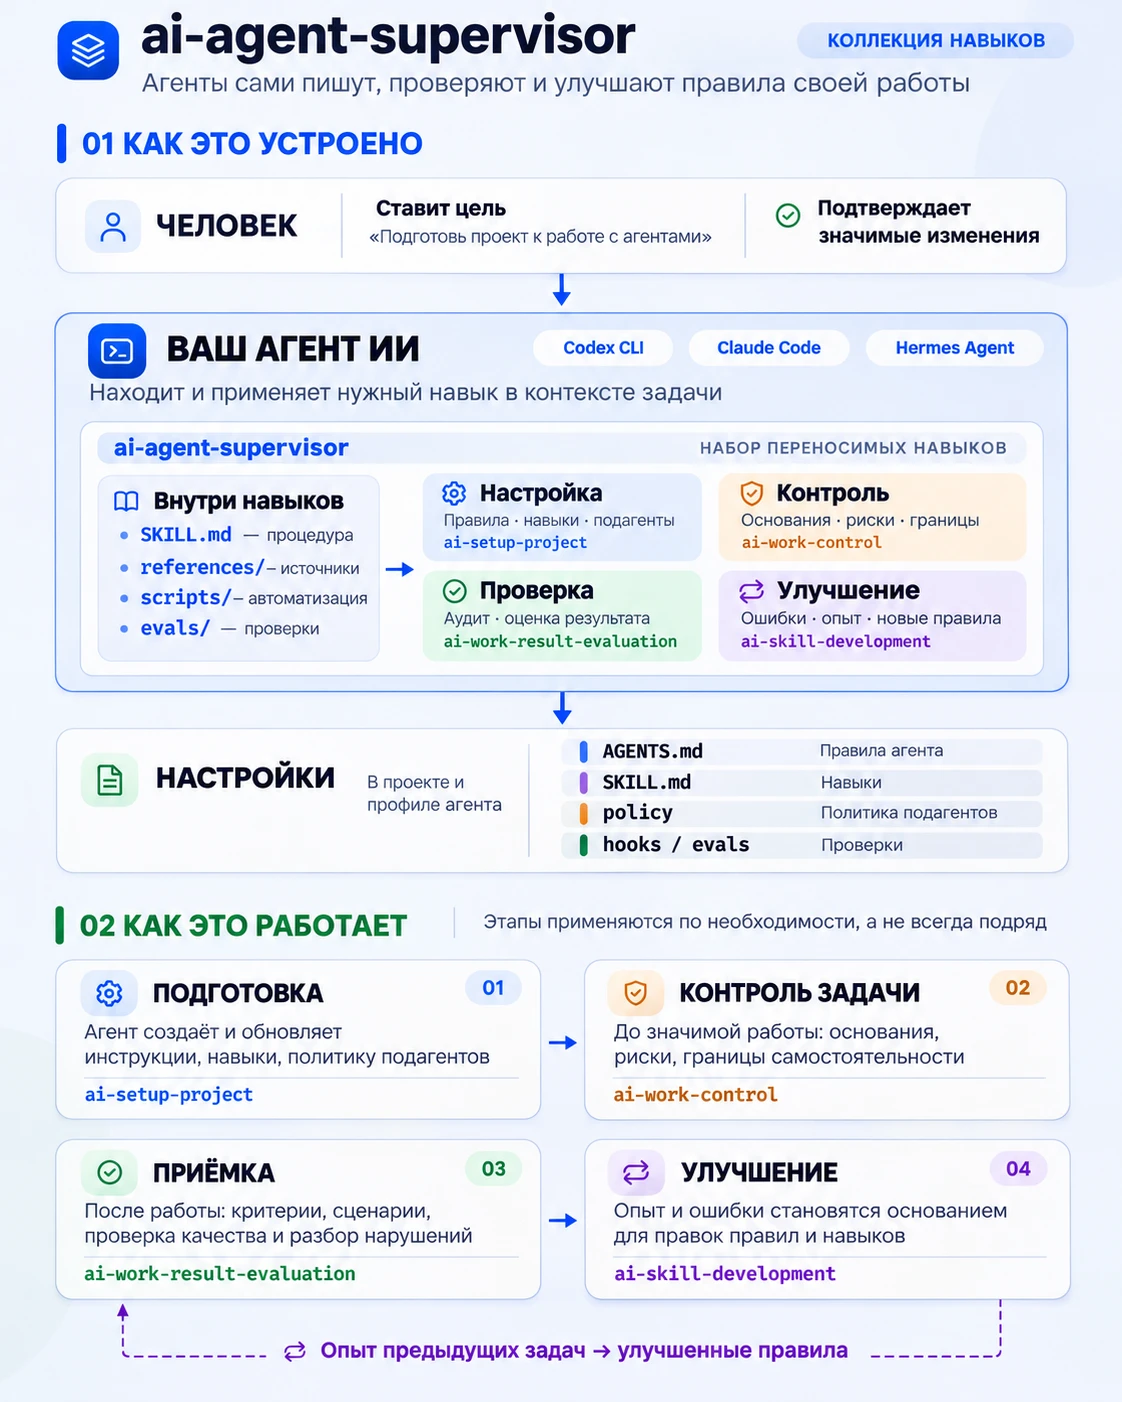 ai-agent-supervisor
КОЛЛЕКЦИЯ НАВЫКОВ
Агенты сами пишут, проверяют и улучшают правила своей работы
01 КАК ЭТО УСТРОЕНО
ЧЕЛОВЕК
Ставит цель
«Подготовь проект к работе с агентами»
Подтверждает
значимые изменения
ВАШ АГЕНТ ИИ
Codex CLI
Claude Code
Hermes Agent
Находит и применяет нужный навык в контексте задачи
ai-agent-supervisor
НАБОР ПЕРЕНОСИМЫХ НАВЫКОВ
Внутри навыков
• SKILL.md — процедура
• references/ – источники
• scripts/ – автоматизация
• evals/ — проверки
Настройка
Правила · навыки · подагенты
ai-setup-project
Контроль
Основания · риски · границы
ai-work-control
Проверка
Аудит · оценка результата
ai-work-result-evaluation
Улучшение
Ошибки · опыт · новые правила
ai-skill-development
НАСТРОЙКИ
В проекте и
профиле агента
AGENTS.md Правила агента
SKILL.md Навыки
policy Политика подагентов
hooks / evals Проверки
02 КАК ЭТО РАБОТАЕТ
Этапы применяются по необходимости, а не всегда подряд
ПОДГОТОВКА
01
Агент создаёт и обновляет
инструкции, навыки, политику подагентов
ai-setup-project
КОНТРОЛЬ ЗАДАЧИ
02
До значимой работы: основания,
риски, границы самостоятельности
ai-work-control
ПРИЁМКА
03
После работы: критерии, сценарии,
проверка качества и разбор нарушений
ai-work-result-evaluation
УЛУЧШЕНИЕ
04
Опыт и ошибки становятся основанием
для правок правил и навыков
ai-skill-development
Опыт предыдущих задач → улучшенные правила